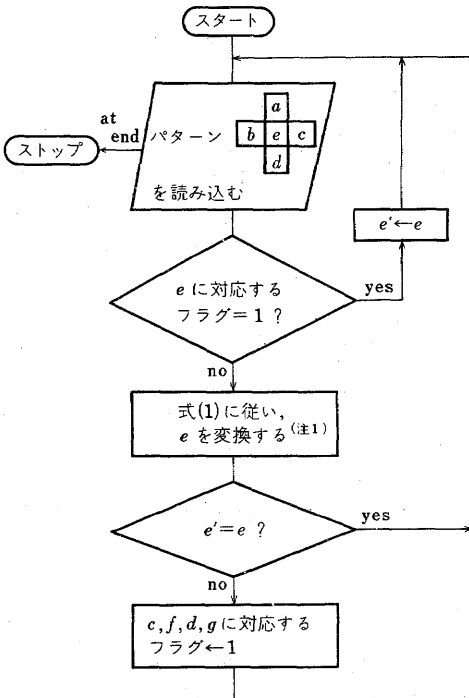 スタート
at
end
ストップ
パターン
a
b e c
d
を読み込む
e'←e
eに対応する
フラグ=1?
yes
no
式(1)に従い,
eを変換する(注1)
e'=e ?
yes
no
c,f,d,gに対応する
フラグ←1